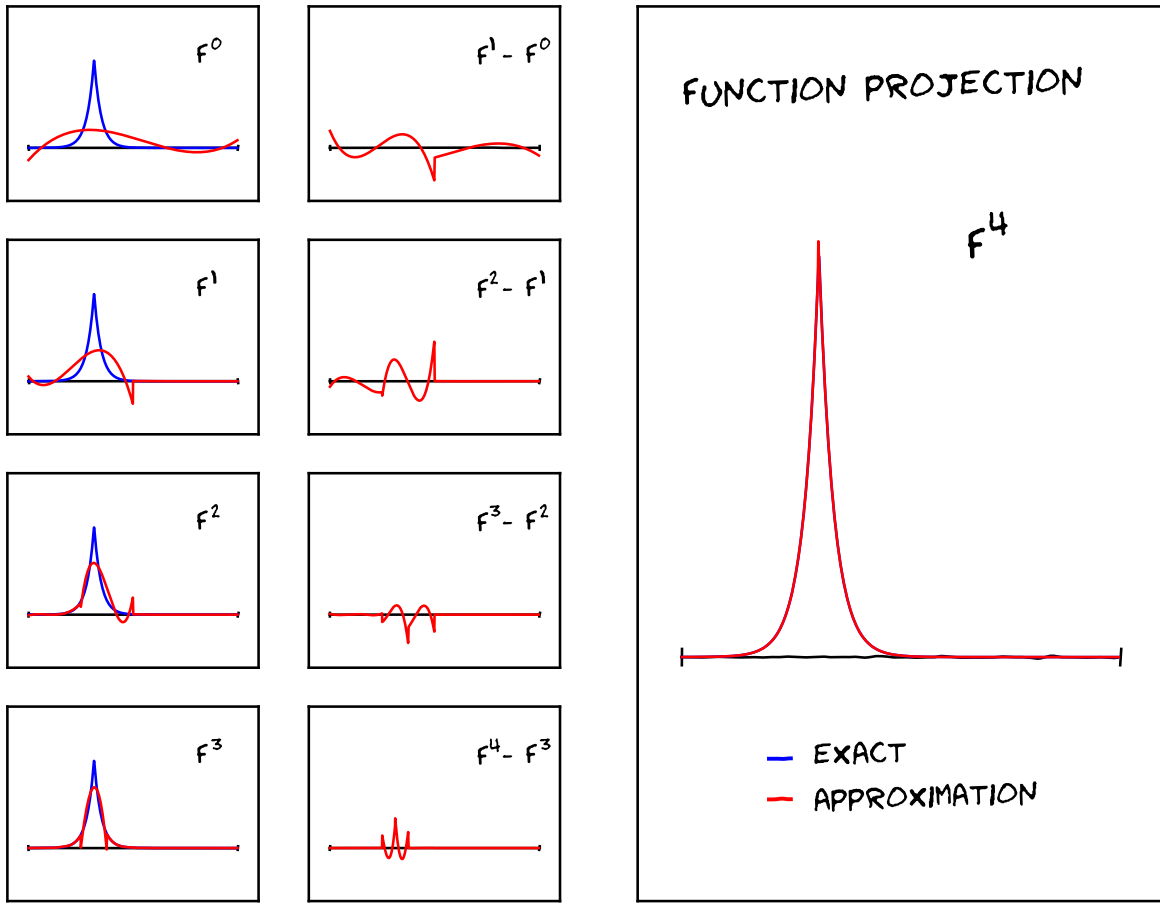 F⁰
F¹ - F⁰
F¹
F² - F¹
F²
F³ - F²
F³
F⁴ - F³
FUNCTION PROJECTION
F⁴
EXACT
APPROXIMATION